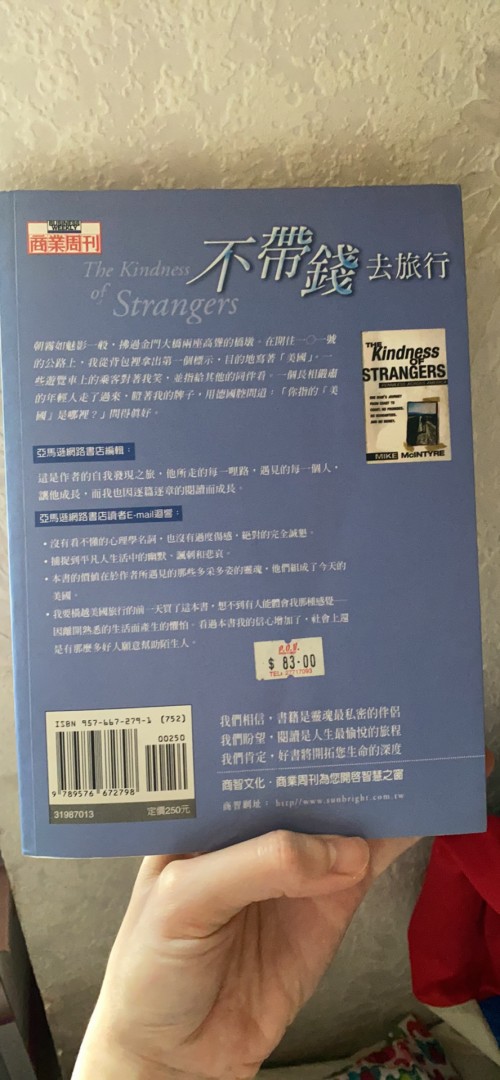 BUSINESS WEEKLY
商業周刊
不帶錢去旅行
The Kindness
of Strangers
朝霧如魅影一般，拂過金門大橋兩座高聳的橋墩。在開往一〇一號
的公路上，我從背包裡拿出第一個標示，目的地寫著「美國」。一
些遊覽車上的乘客對著我笑，並指給其他的同伴看。一個長相嚴肅
的年輕人走了過來，瞪著我的牌子，用德國腔問道，「你指的『美
國』是哪裡？」問得真好。
THE
Kindness
OF
STRANGERS
MIKE McINTYRE
亞馬遜網路書店編輯：
這是作者的自我發現之旅，他所走的每一哩路，遇見的每一個人，
讓他成長，而我也因逐篇逐章的閱讀而成長。
亞馬遜網路書店讀者E-mail迴響：
・沒有看不懂的心理學名詞，也沒有過度傷感，絕對的完全誠懇。
・捕捉到平凡人生活中的幽默、諷刺和悲哀。
・本書的價值在於作者所遇見的那些多采多姿的靈魂，他們組成了今天的
美國。
・我要橫越美國旅行的前一天買了這本書，想不到有人能體會我那種感覺──
因離開熟悉的生活而產生的懼怕。看過本書我的信心增加了，社會上還
是有那麼多好人願意幫助陌生人。
P.O.V.
$ 83.00
TEL: 27717093
ISBN 957-667-279-1 (752)
00250
9 789576 672798
31987013
定價250元
我們相信，書籍是靈魂最私密的伴侶
我們盼望，閱讀是人生最愉悅的旅程
我們肯定，好書將開拓您生命的深度
商智文化・商業周刊為您開啓智慧之窗
商智網址： http//www.sunbright.com.tw